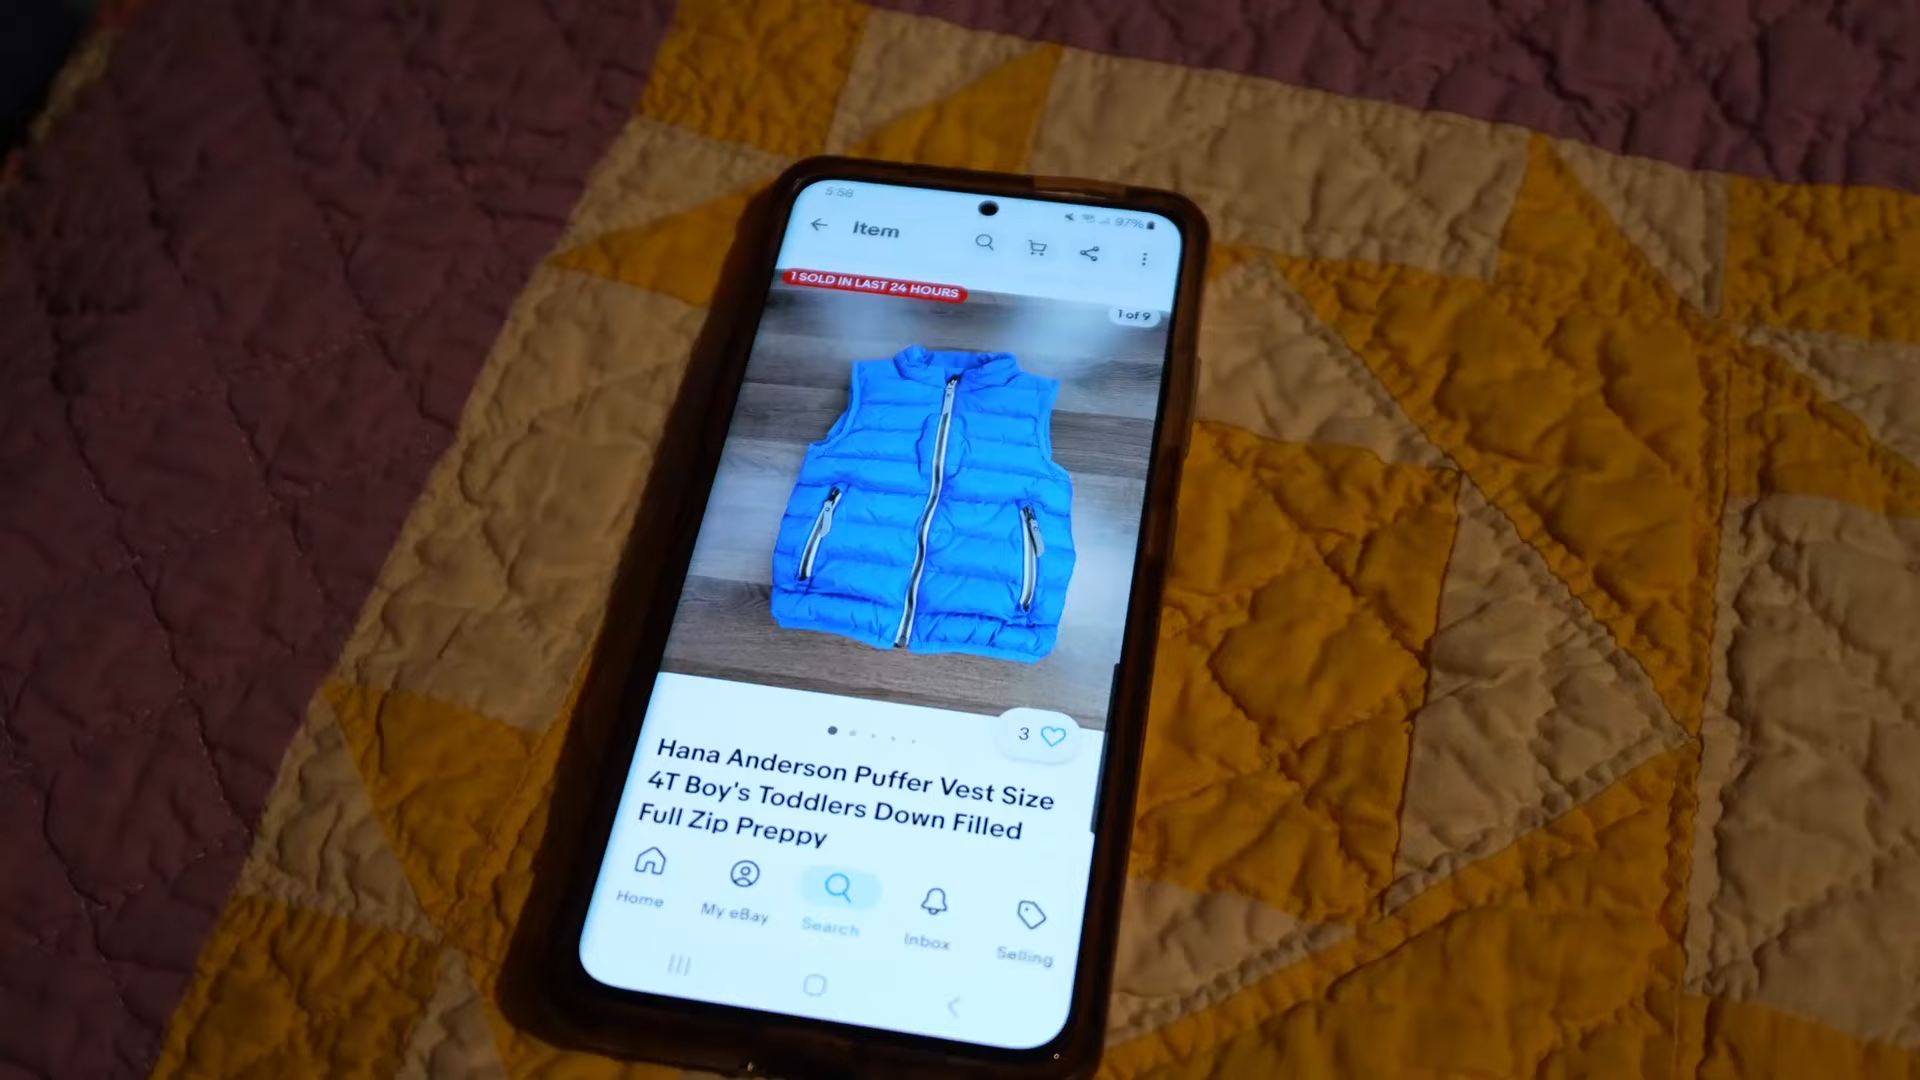 5:58
97%
Item
1 SOLD IN LAST 24 HOURS
1 of 9
3
Hana Anderson Puffer Vest Size
4T Boy's Toddlers Down Filled
Full Zip Preppy
Home
My eBay
Search
Inbox
Selling